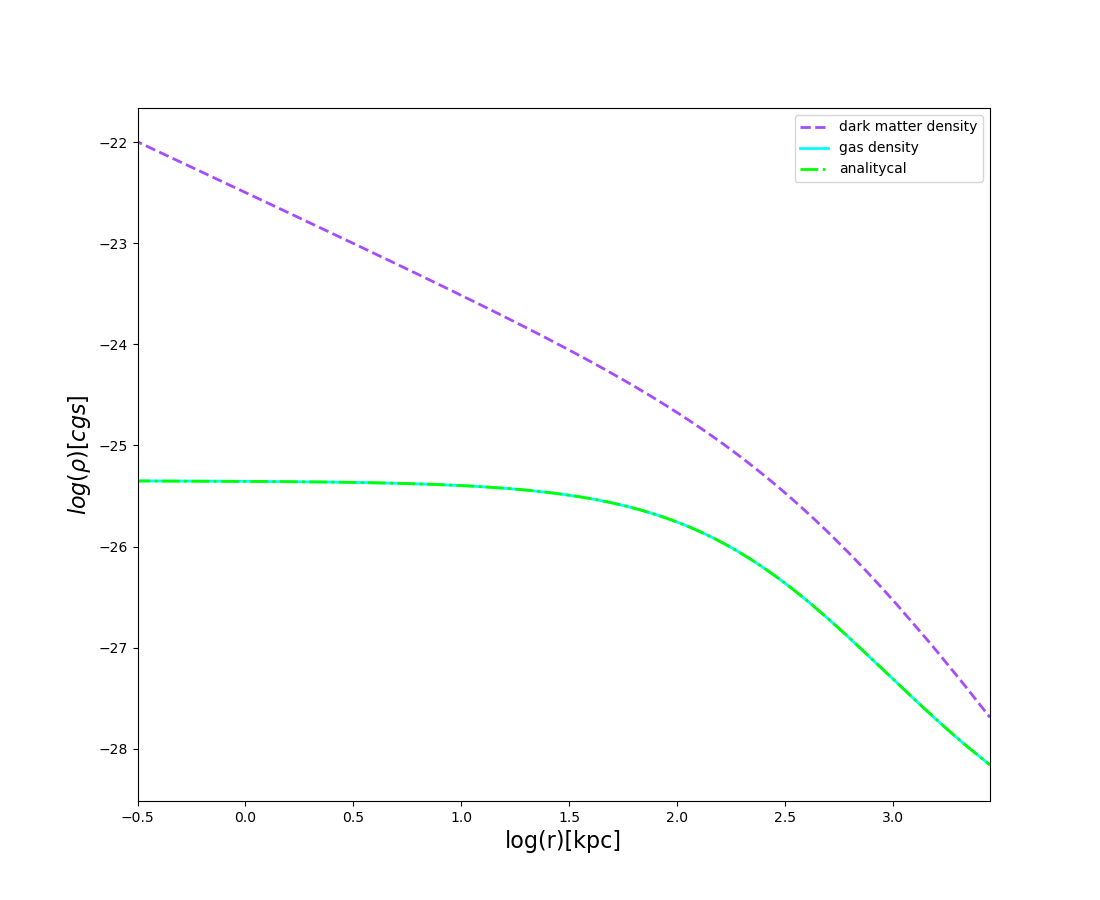 dark matter density
gas density
analitycal
−22
−23
−24
−25
−26
−27
−28
log(ρ)[cgs]
−0.5 0.0 0.5 1.0 1.5 2.0 2.5 3.0
log(r)[kpc]